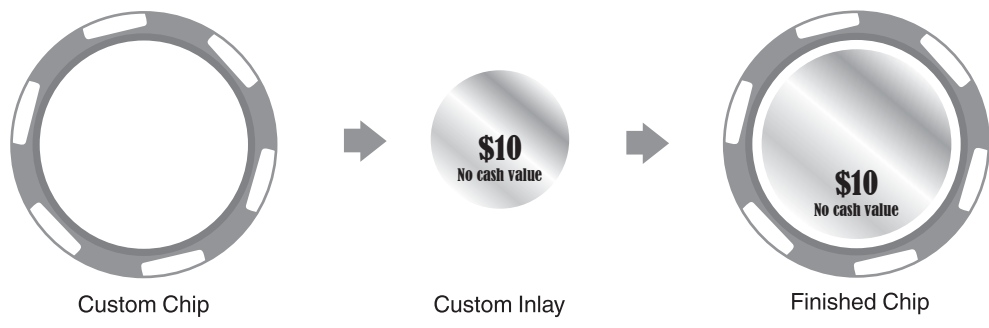 $10
No cash value
$10
No cash value
Custom Chip
Custom Inlay
Finished Chip